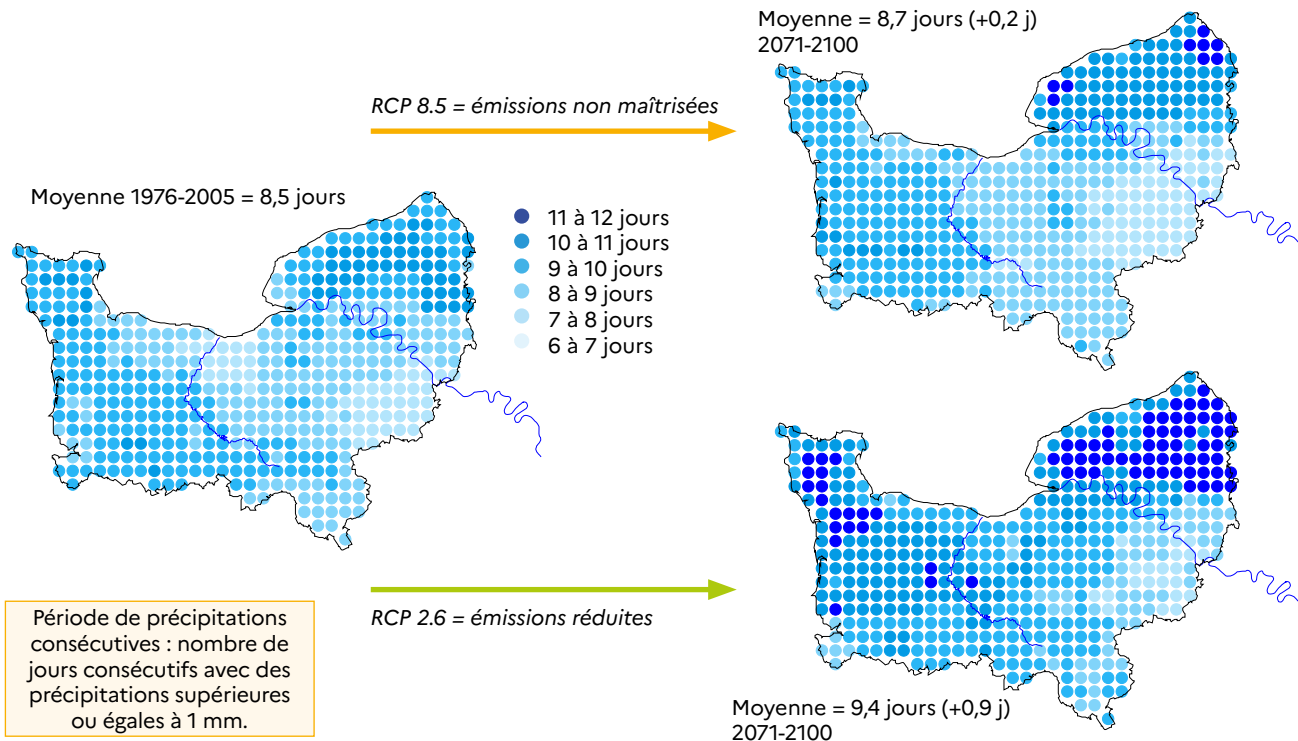 Moyenne = 8,7 jours (+0,2 j)
2071-2100
RCP 8.5 = émissions non maîtrisées
Moyenne 1976-2005 = 8,5 jours
11 à 12 jours
10 à 11 jours
9 à 10 jours
8 à 9 jours
7 à 8 jours
6 à 7 jours
RCP 2.6 = émissions réduites
Période de précipitations
consécutives : nombre de
jours consécutifs avec des
précipitations supérieures
ou égales à 1 mm.
Moyenne = 9,4 jours (+0,9 j)
2071-2100